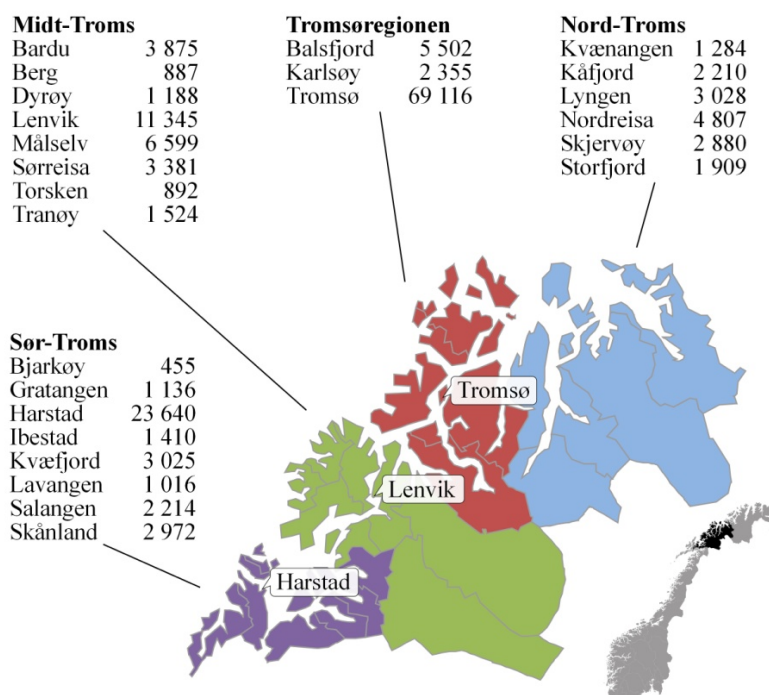 Midt-Troms
Bardu 3 875
Berg 887
Dyrøy 1 188
Lenvik 11 345
Målselv 6 599
Sørreisa 3 381
Torsken 892
Tranøy 1 524
Tromsøregionen
Balsfjord 5 502
Karlsøy 2 355
Tromsø 69 116
Nord-Troms
Kvænangen 1 284
Kåfjord 2 210
Lyngen 3 028
Nordreisa 4 807
Skjervøy 2 880
Storfjord 1 909
Sør-Troms
Bjarkøy 455
Gratangen 1 136
Harstad 23 640
Ibestad 1 410
Kvæfjord 3 025
Lavangen 1 016
Salangen 2 214
Skånland 2 972
Tromsø
Lenvik
Harstad